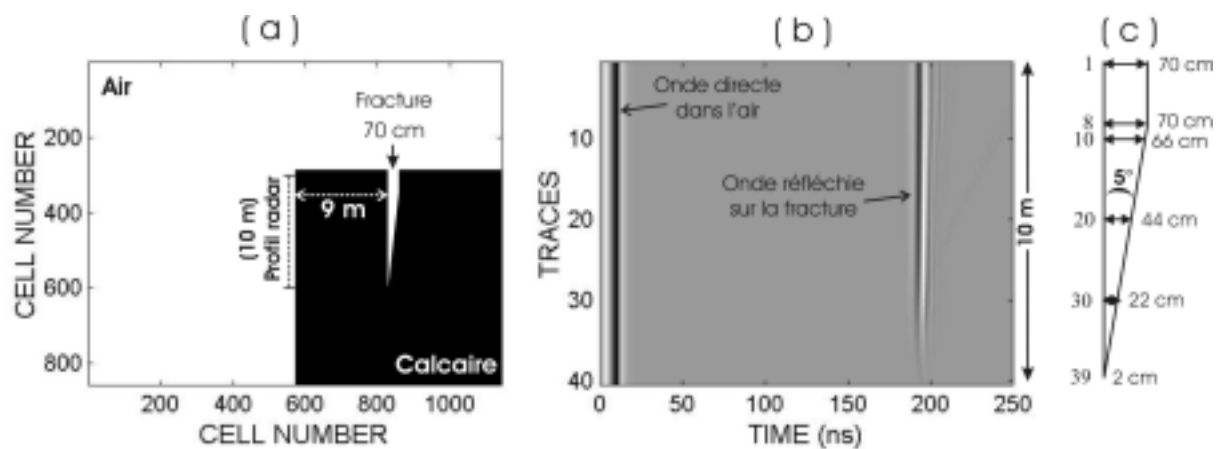 ( a )
Air
Fracture
70 cm
9 m
Profil radar
(10 m)
Calcaire
CELL NUMBER
200
400
600
800
200
400
600
800
1000
CELL NUMBER
( b )
Onde directe
dans l'air
Onde réfléchie
sur la fracture
TRACES
10
20
30
40
0
50
100
150
200
250
TIME (ns)
10 m
( c )
1 70 cm
8 70 cm
10 66 cm
5°
20 44 cm
30 22 cm
39 2 cm